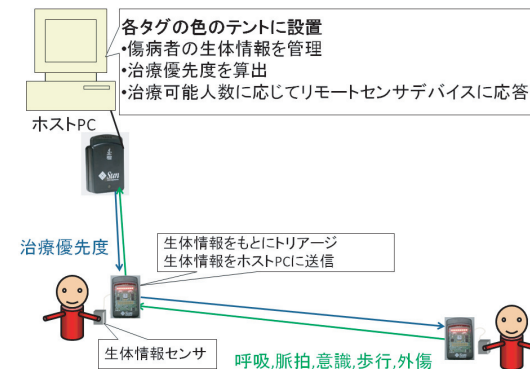 各タグの色のテントに設置
•傷病者の生体情報を管理
•治療優先度を算出
•治療可能人数に応じてリモートセンサデバイスに応答
ホストPC
Sun
治療優先度
生体情報をもとにトリアージ
生体情報をホストPCに送信
生体情報センサ
呼吸,脈拍,意識,歩行,外傷